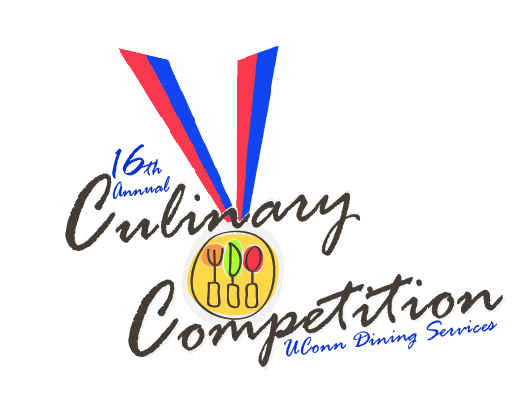 16th
Annual
Culinary
Competition
UConn Dining Services